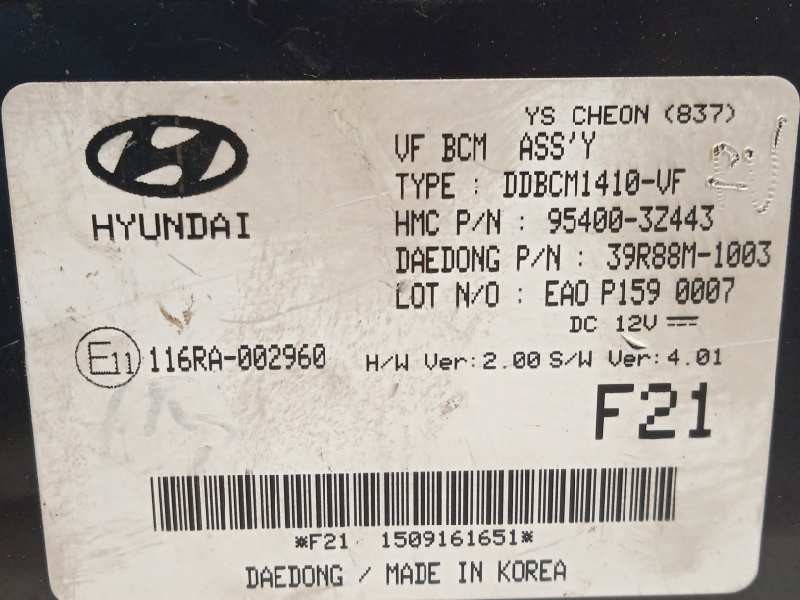 YS CHEON (837)
HYUNDAI
VF BCM ASS'Y
TYPE : DDBCM1410-VF
HMC P/N : 95400-3Z443
DAEDONG P/N : 39R88M-1003
LOT N/O : EAO P159 0007
DC 12V
E11 116RA-002960
H/W Ver:2.00 S/W Ver:4.01
F21
*F21 1509161651*
DAEDONG / MADE IN KOREA